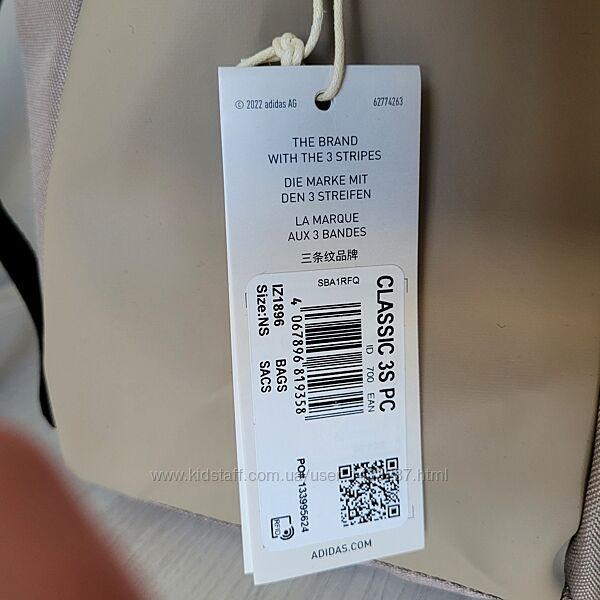 © 2022 adidas AG
62774263
THE BRAND
WITH THE 3 STRIPES
DIE MARKE MIT
DEN 3 STREIFEN
LA MARQUE
AUX 3 BANDES
三条纹品牌
SBA1RFQ
CLASSIC 3S PC
ID 700 EAN
4 067896 819358
IZ1896 BAGS
Size:NS SACS
PO# 133995624
RFID
ADIDAS.COM